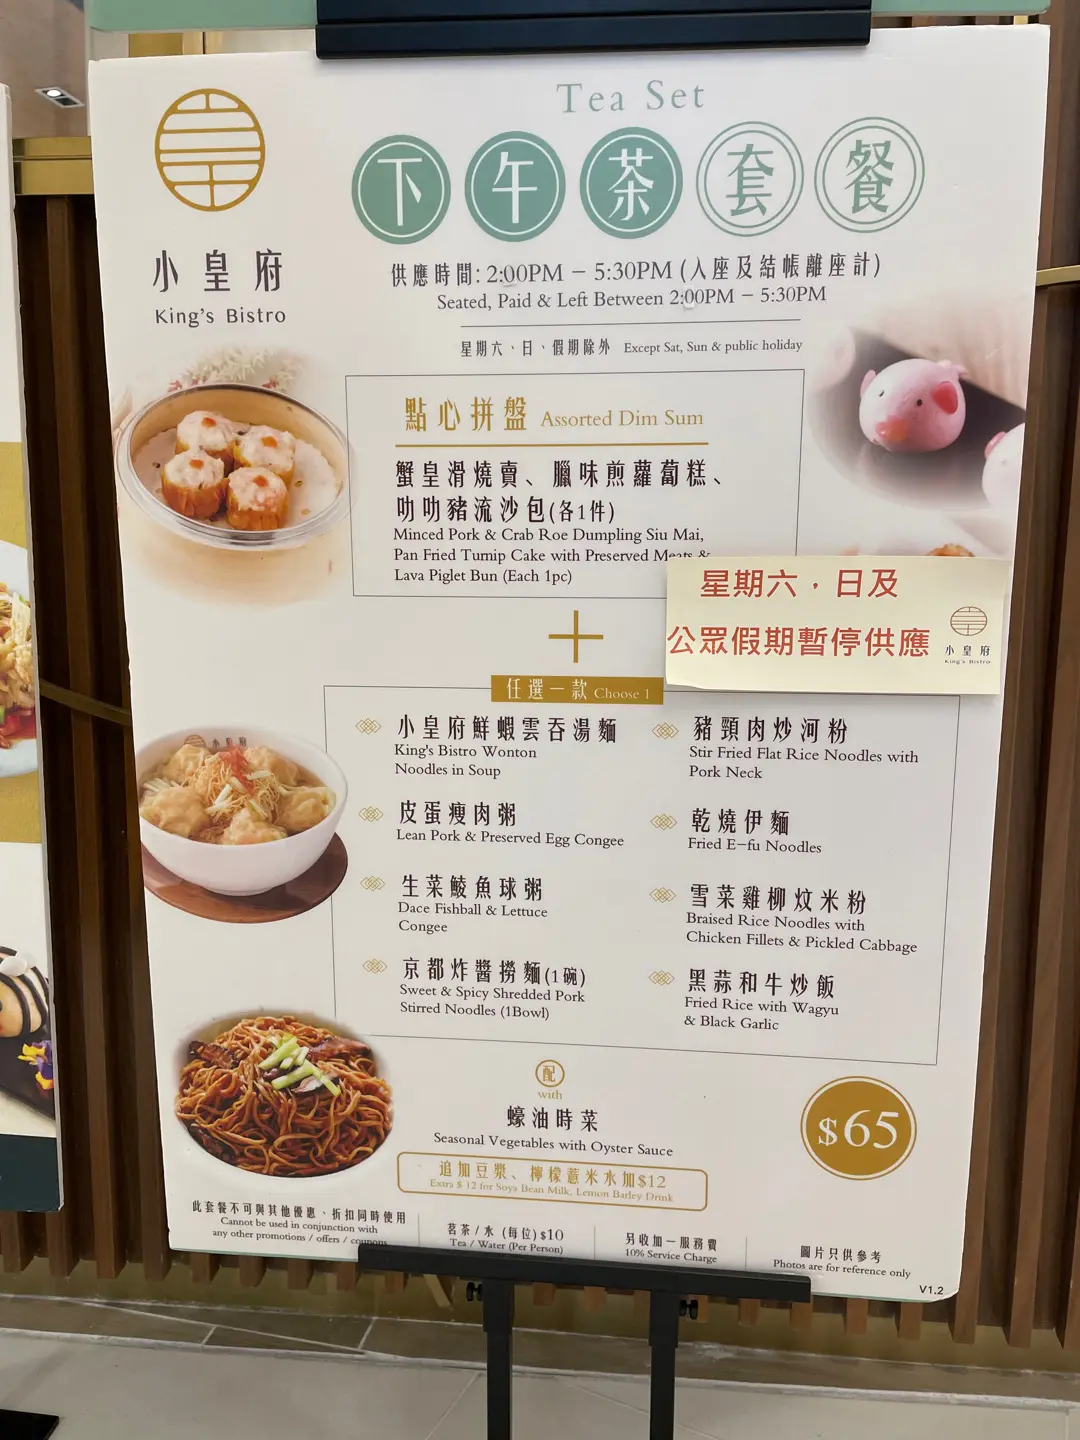 小皇府
King's Bistro
Tea Set
下午茶套餐
供應時間: 2:00PM – 5:30PM (入座及結帳離座計)
Seated, Paid & Left Between 2:00PM – 5:30PM
星期六、日、假期除外 Except Sat, Sun & public holiday
點心拼盤 Assorted Dim Sum
蟹皇滑燒賣、臘味煎蘿蔔糕、
叻叻豬流沙包(各1件)
Minced Pork & Crab Roe Dumpling Siu Mai,
Pan Fried Turnip Cake with Preserved Meats &
Lava Piglet Bun (Each 1pc)
星期六，日及
公眾假期暫停供應
小皇府
King's Bistro
+
任選一款 Choose 1
小皇府鮮蝦雲吞湯麵
King's Bistro Wonton
Noodles in Soup
皮蛋瘦肉粥
Lean Pork & Preserved Egg Congee
生菜鯪魚球粥
Dace Fishball & Lettuce
Congee
京都炸醬撈麵(1碗)
Sweet & Spicy Shredded Pork
Stirred Noodles (1Bowl)
豬頸肉炒河粉
Stir Fried Flat Rice Noodles with
Pork Neck
乾燒伊麵
Fried E-fu Noodles
雪菜雞柳炆米粉
Braised Rice Noodles with
Chicken Fillets & Pickled Cabbage
黑蒜和牛炒飯
Fried Rice with Wagyu
& Black Garlic
配
with
蠔油時菜
Seasonal Vegetables with Oyster Sauce
$65
追加豆漿、檸檬薏米水加$12
Extra $ 12 for Soya Bean Milk, Lemon Barley Drink
此套餐不可與其他優惠、折扣同時使用
Cannot be used in conjunction with
any other promotions / offers / coupons
茗茶/水 (每位) $10
Tea / Water (Per Person)
另收加一服務費
10% Service Charge
圖片只供參考
Photos are for reference only
V1.2